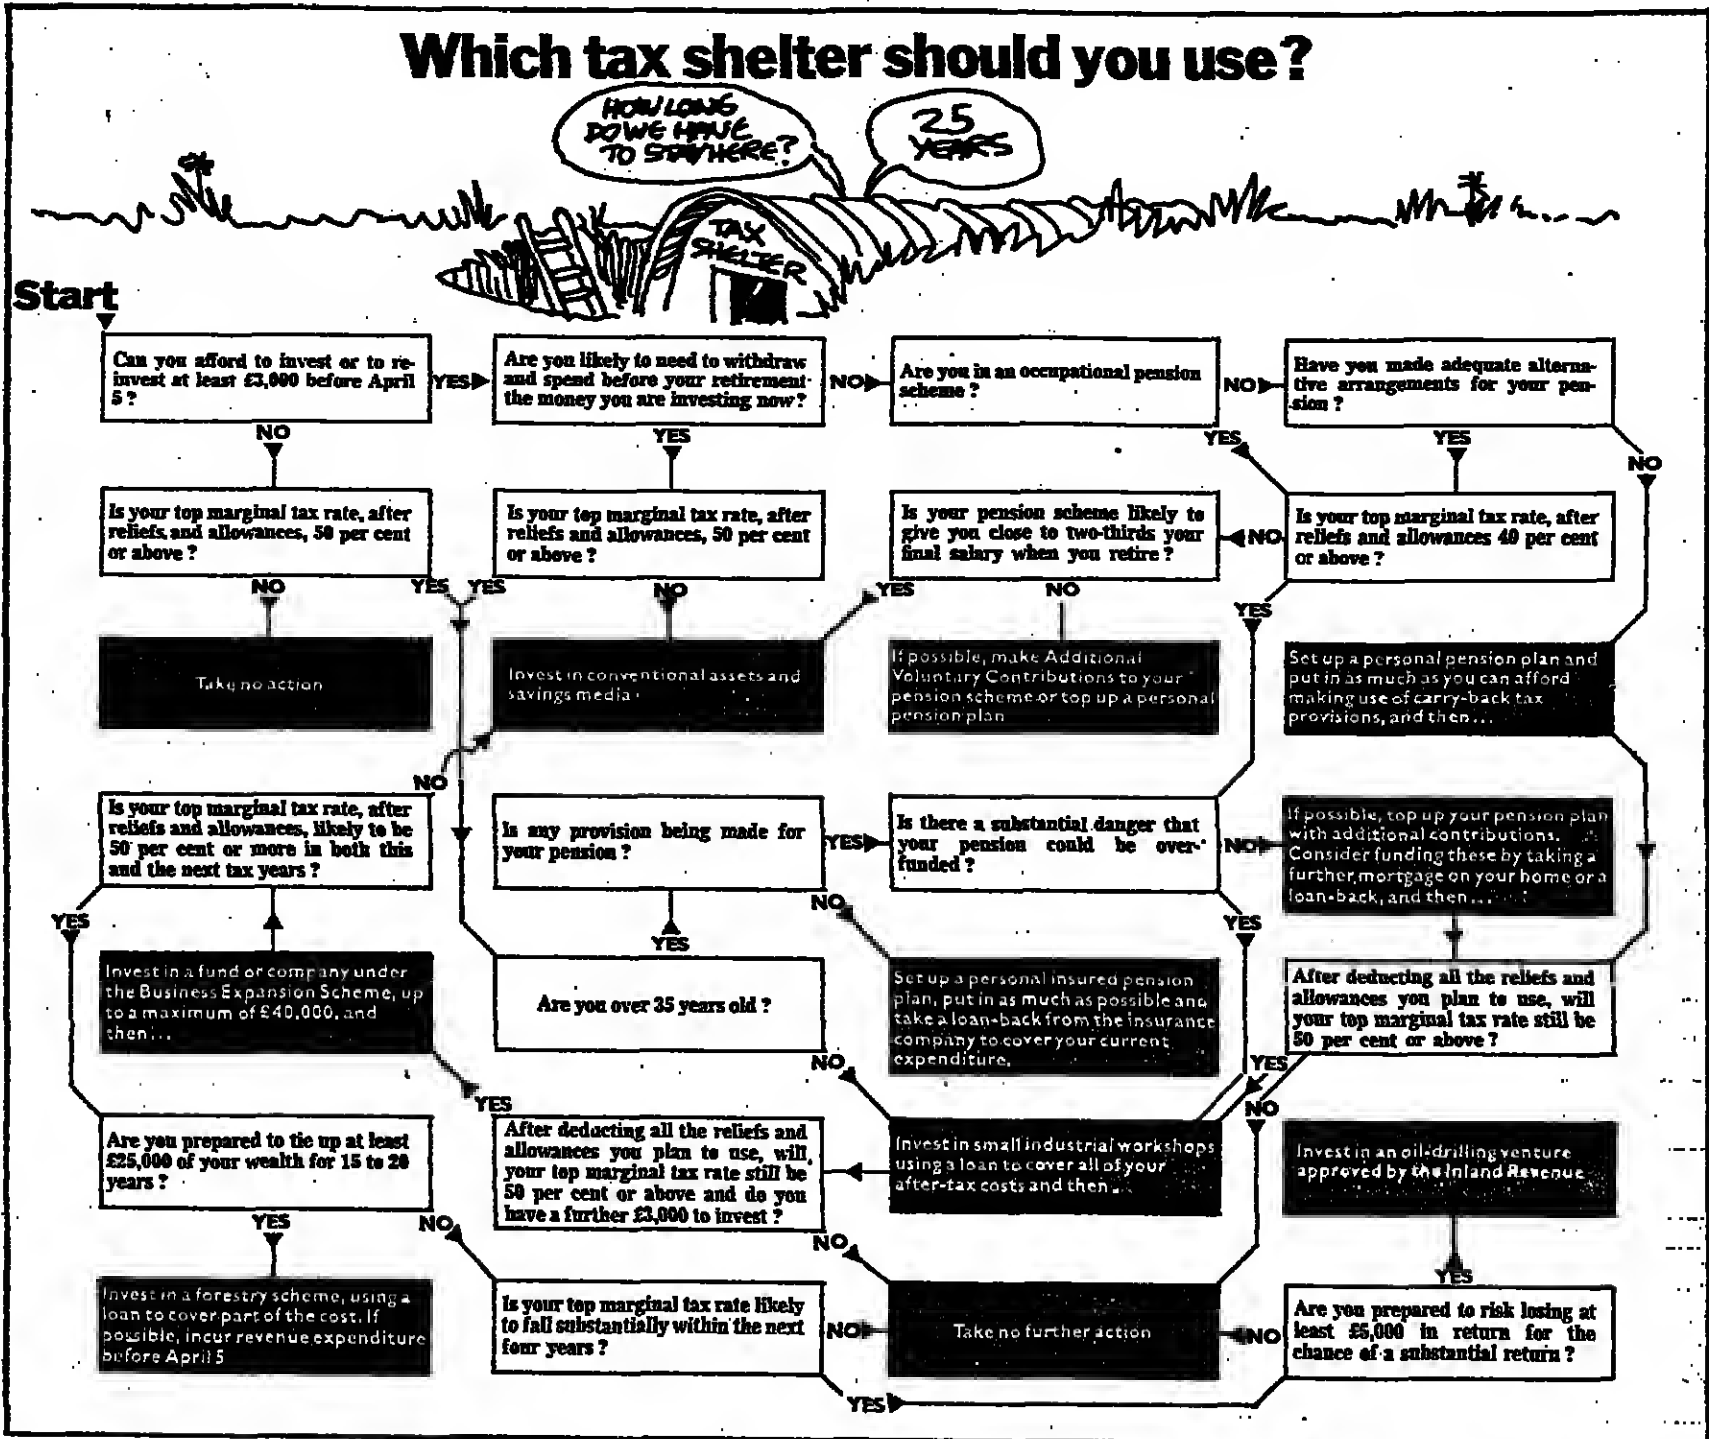 Which tax shelter should you use?
HOW LONG
DO WE HAVE
TO STAY HERE?
25
YEARS
TAX
SHELTER
Start
Can you afford to invest or to re-
invest at least £3,000 before April
5?
YES
Are you likely to need to withdraw
and spend before your retirement
the money you are investing now?
NO
Are you in an occupational pension
scheme?
NO
Have you made adequate alterna-
tive arrangements for your pen-
sion?
NO
YES
YES
YES
NO
Is your top marginal tax rate, after
reliefs and allowances, 50 per cent
or above?
Is your top marginal tax rate, after
reliefs and allowances, 50 per cent
or above?
Is your pension scheme likely to
give you close to two-thirds your
final salary when you retire?
NO
Is your top marginal tax rate, after
reliefs and allowances 40 per cent
or above?
NO
YES
YES
NO
YES
NO
YES
Take no action
Invest in conventional assets and
savings media
If possible, make Additional
Voluntary Contributions to your
pension scheme or top up a personal
pension plan
Set up a personal pension plan and
put in as much as you can afford
making use of carry-back tax
provisions, and then...
NO
Is your top marginal tax rate, after
reliefs and allowances, likely to be
50 per cent or more in both this
and the next tax years?
Is any provision being made for
your pension?
YES
Is there a substantial danger that
your pension could be over-
funded?
NO
If possible, top up your pension plan
with additional contributions.
Consider funding these by taking a
further mortgage on your home or a
loan-back, and then...
YES
YES
NO
YES
Invest in a fund or company under
the Business Expansion Scheme, up
to a maximum of £40,000, and
then...
Are you over 35 years old?
Set up a personal insured pension
plan, put in as much as possible and
take a loan-back from the insurance
company to cover your current
expenditure.
After deducting all the reliefs and
allowances you plan to use, will
your top marginal tax rate still be
50 per cent or above?
YES
NO
YES
NO
Are you prepared to tie up at least
£25,000 of your wealth for 15 to 20
years?
After deducting all the reliefs and
allowances you plan to use, will
your top marginal tax rate still be
50 per cent or above and do you
have a further £3,000 to invest?
Invest in small industrial workshops
using a loan to cover all of your
after-tax costs and then...
Invest in an oil-drilling venture
approved by the Inland Revenue
YES
NO
NO
YES
Invest in a forestry scheme, using a
loan to cover part of the cost. If
possible, incur revenue expenditure
before April 5
Is your top marginal tax rate likely
to fall substantially within the next
four years?
NO
Take no further action
NO
Are you prepared to risk losing at
least £5,000 in return for the
chance of a substantial return?
YES